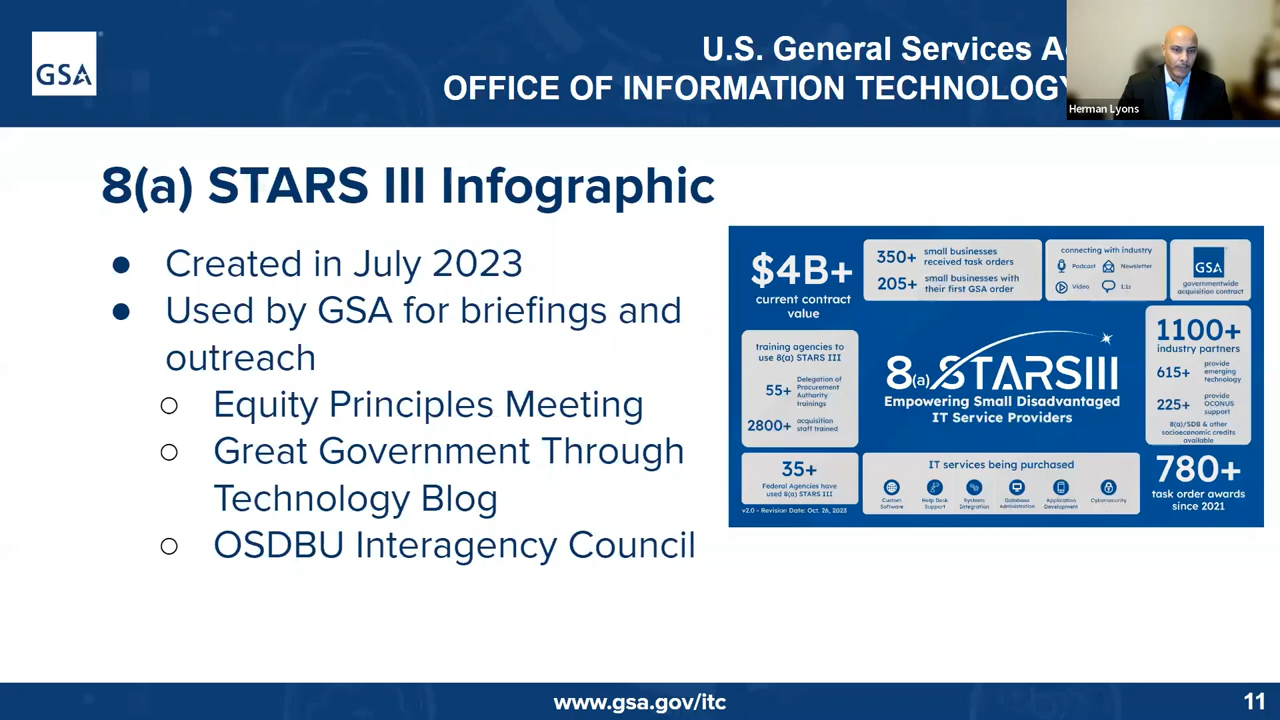 GSA
U.S. General Services A
OFFICE OF INFORMATION TECHNOLOGY
Herman Lyons
8(a) STARS III Infographic
● Created in July 2023
● Used by GSA for briefings and
outreach
○ Equity Principles Meeting
○ Great Government Through
Technology Blog
○ OSDBU Interagency Council
$4B+
current contract
value
350+ small businesses
received task orders
205+ small businesses with
their first GSA order
connecting with industry
Podcast Newsletter
Video 1:1s
GSA
governmentwide
acquisition contract
training agencies to
use 8(a) STARS III
55+ Delegation of
Procurement
Authority
trainings
2800+ acquisition
staff trained
8(a) STARS III
Empowering Small Disadvantaged
IT Service Providers
1100+
industry partners
615+ provide
emerging
technology
225+ provide
OCONUS
support
8(a)/SDB & other
socioeconomic credits
available
35+
Federal Agencies have
used 8(a) STARS III
IT services being purchased
Custom
Software
Help Desk
Support
Systems
Integration
Database
Administration
Application
Development
Cybersecurity
780+
task order awards
since 2021
v2.0 - Revision Date: Oct. 26, 2023
www.gsa.gov/itc
11